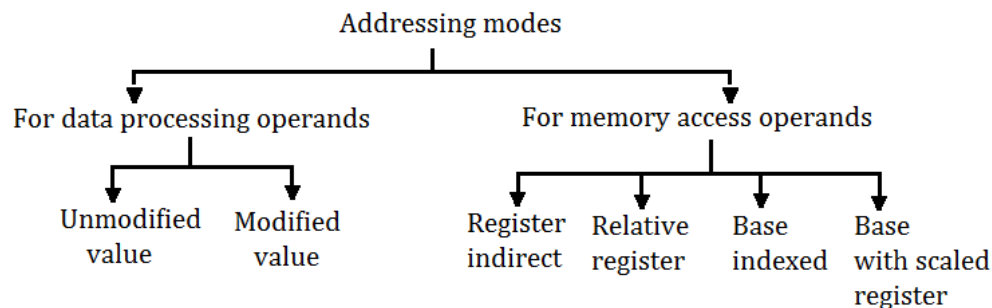 Addressing modes
For data processing operands
For memory access operands
Unmodified
value
Modified
value
Register
indirect
Relative
register
Base
indexed
Base
with scaled
register